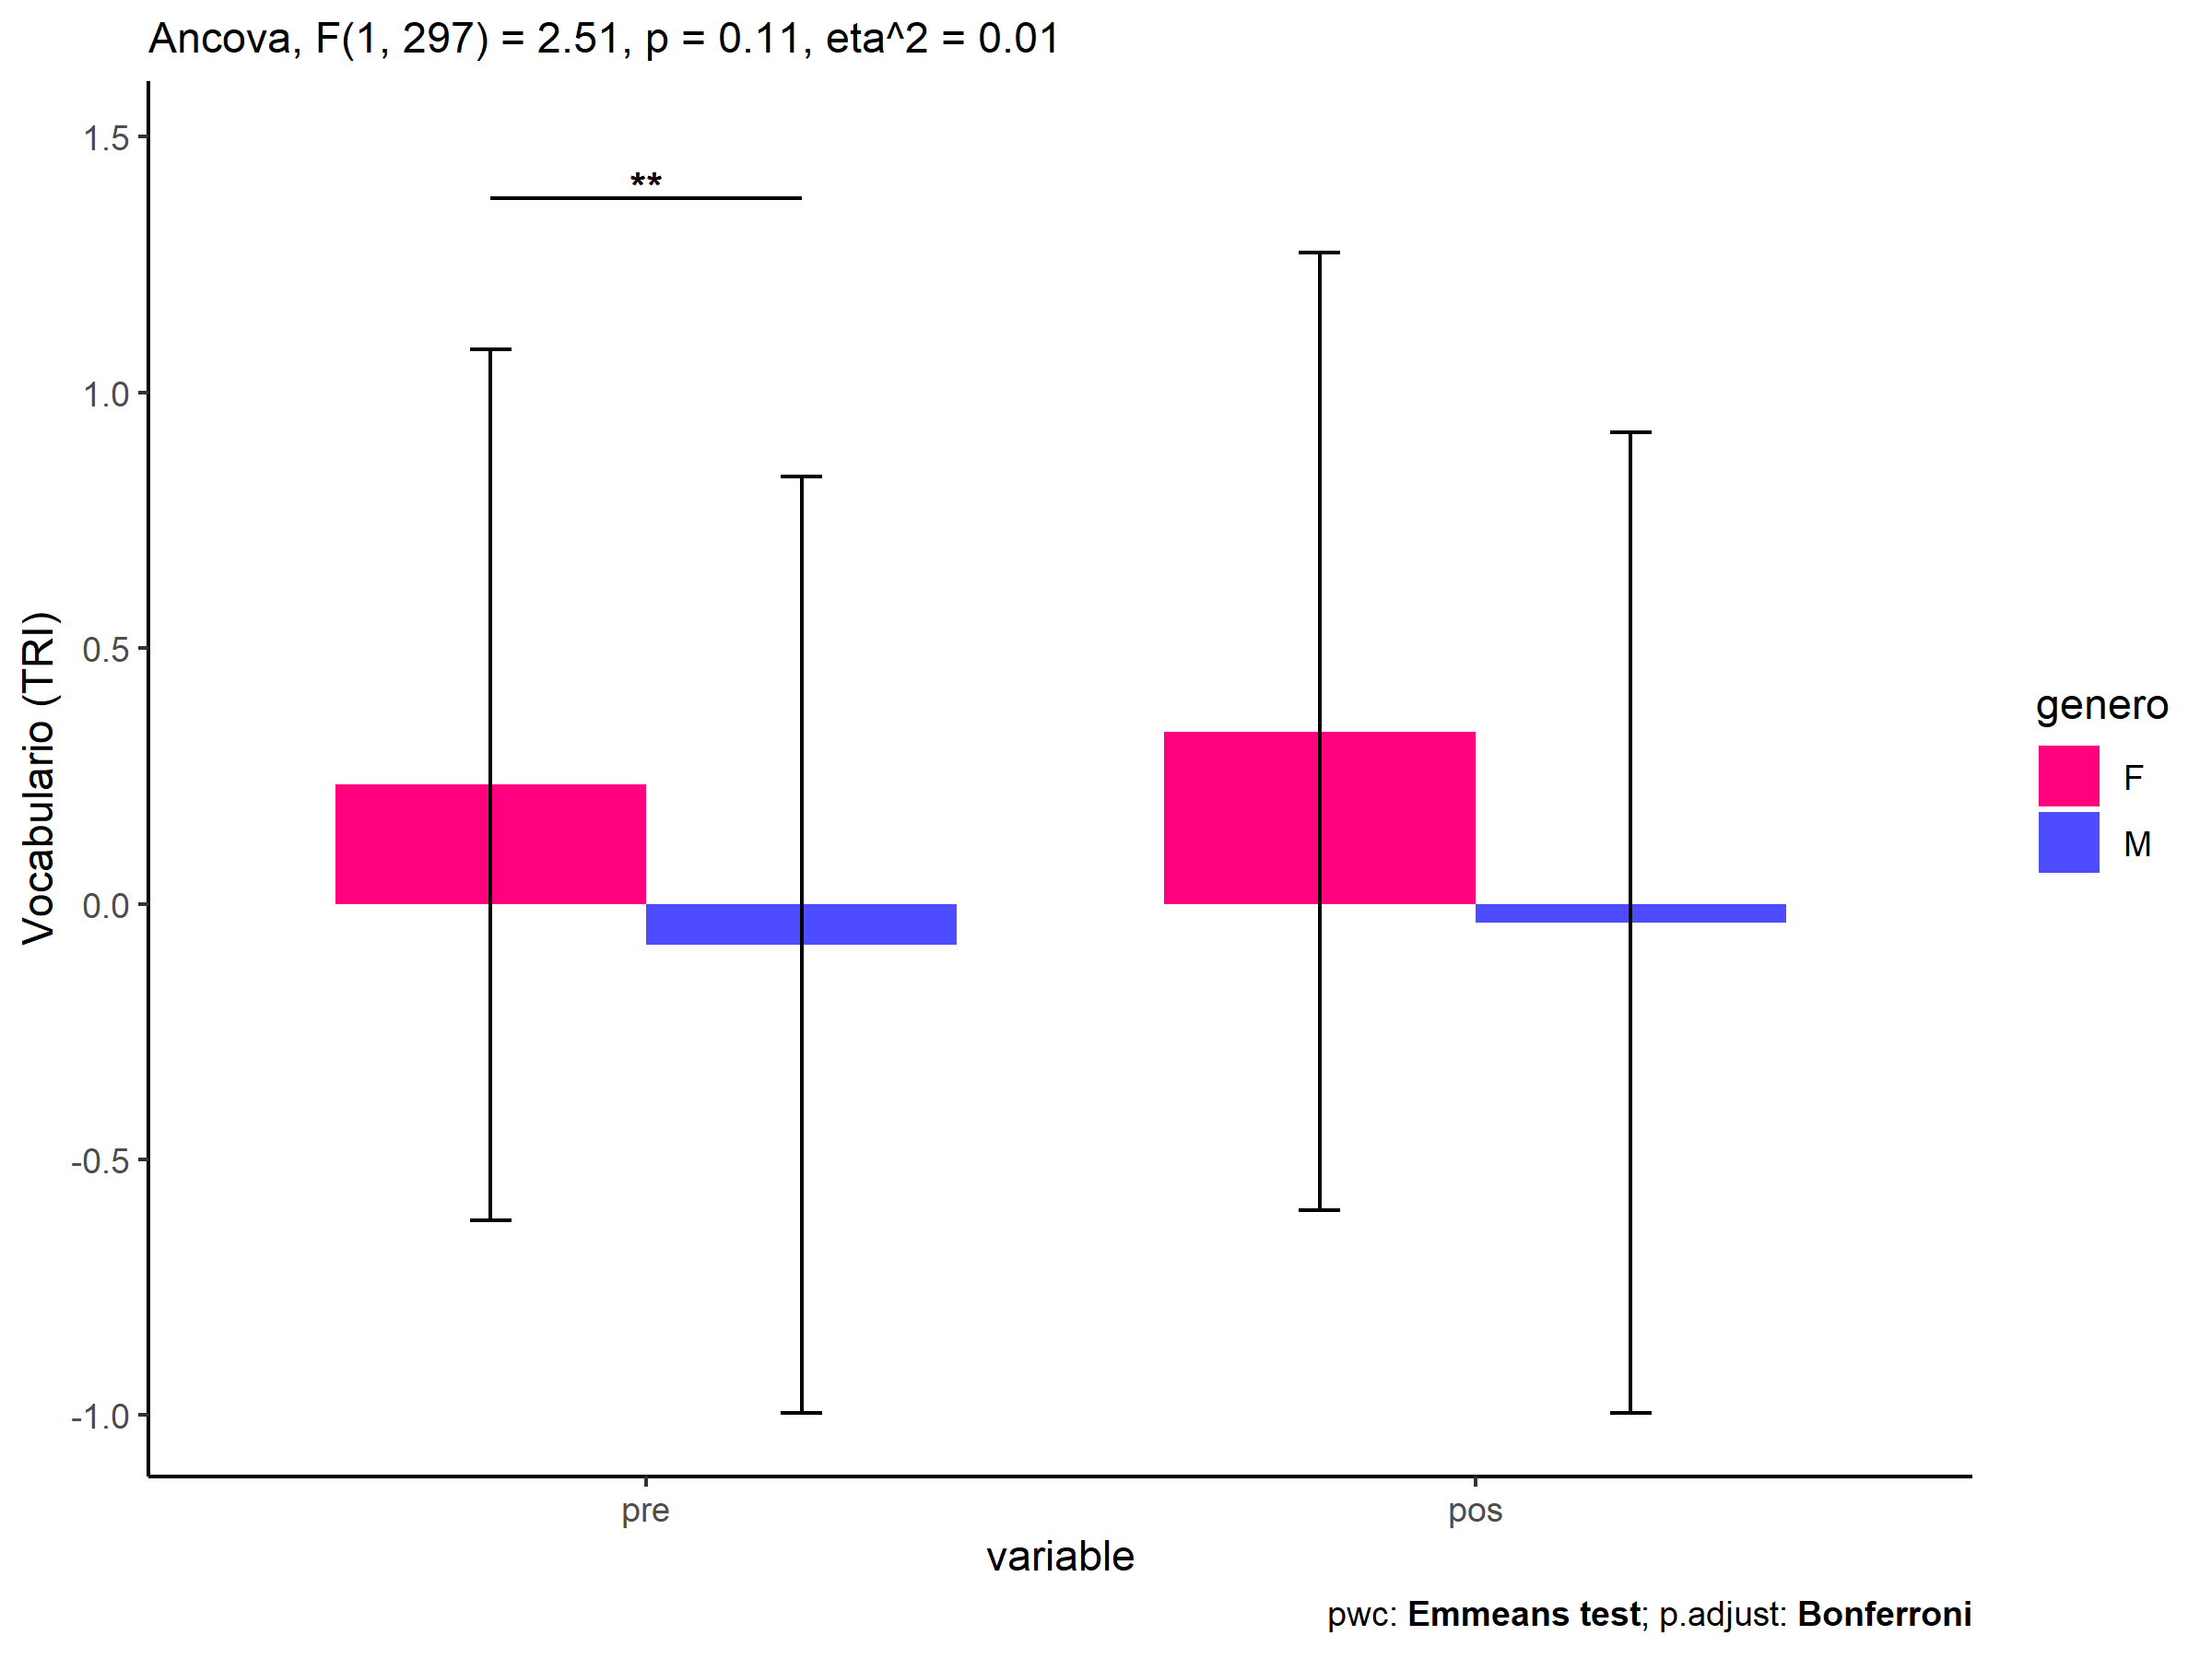 Ancova, F(1, 297) = 2.51, p = 0.11, eta^2 = 0.01
Vocabulario (TRI)
1.5
1.0
0.5
0.0
-0.5
-1.0
**
pre
pos
variable
genero
F
M
pwc: Emmeans test; p.adjust: Bonferroni